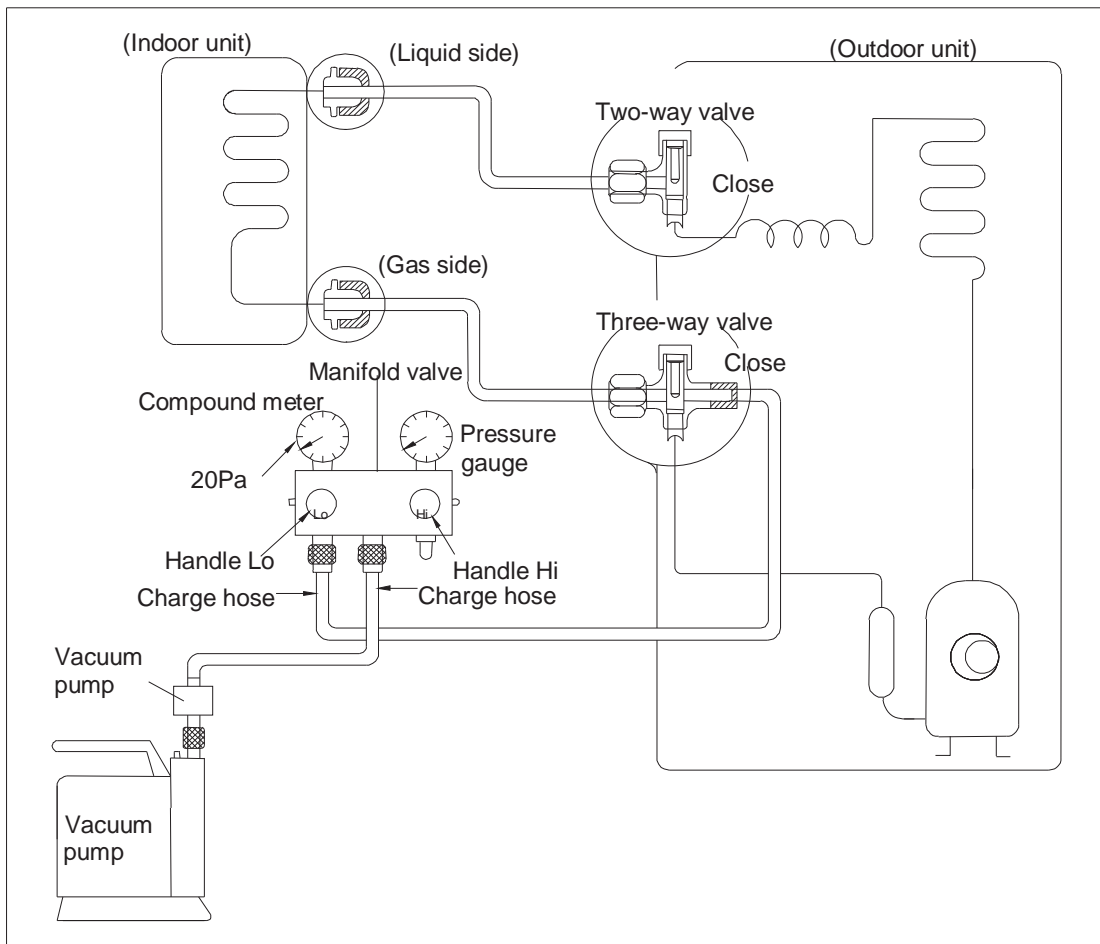 (Indoor unit)
(Liquid side)
(Outdoor unit)
Two-way valve
Close
(Gas side)
Three-way valve
Close
Manifold valve
Compound meter
Pressure
gauge
20Pa
Lo
Hi
Handle Lo
Handle Hi
Charge hose
Charge hose
Vacuum
pump
Vacuum
pump